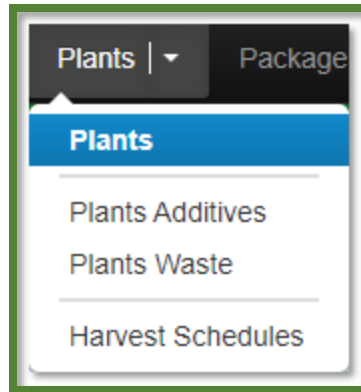 Plants | Package
Plants
Plants Additives
Plants Waste
Harvest Schedules